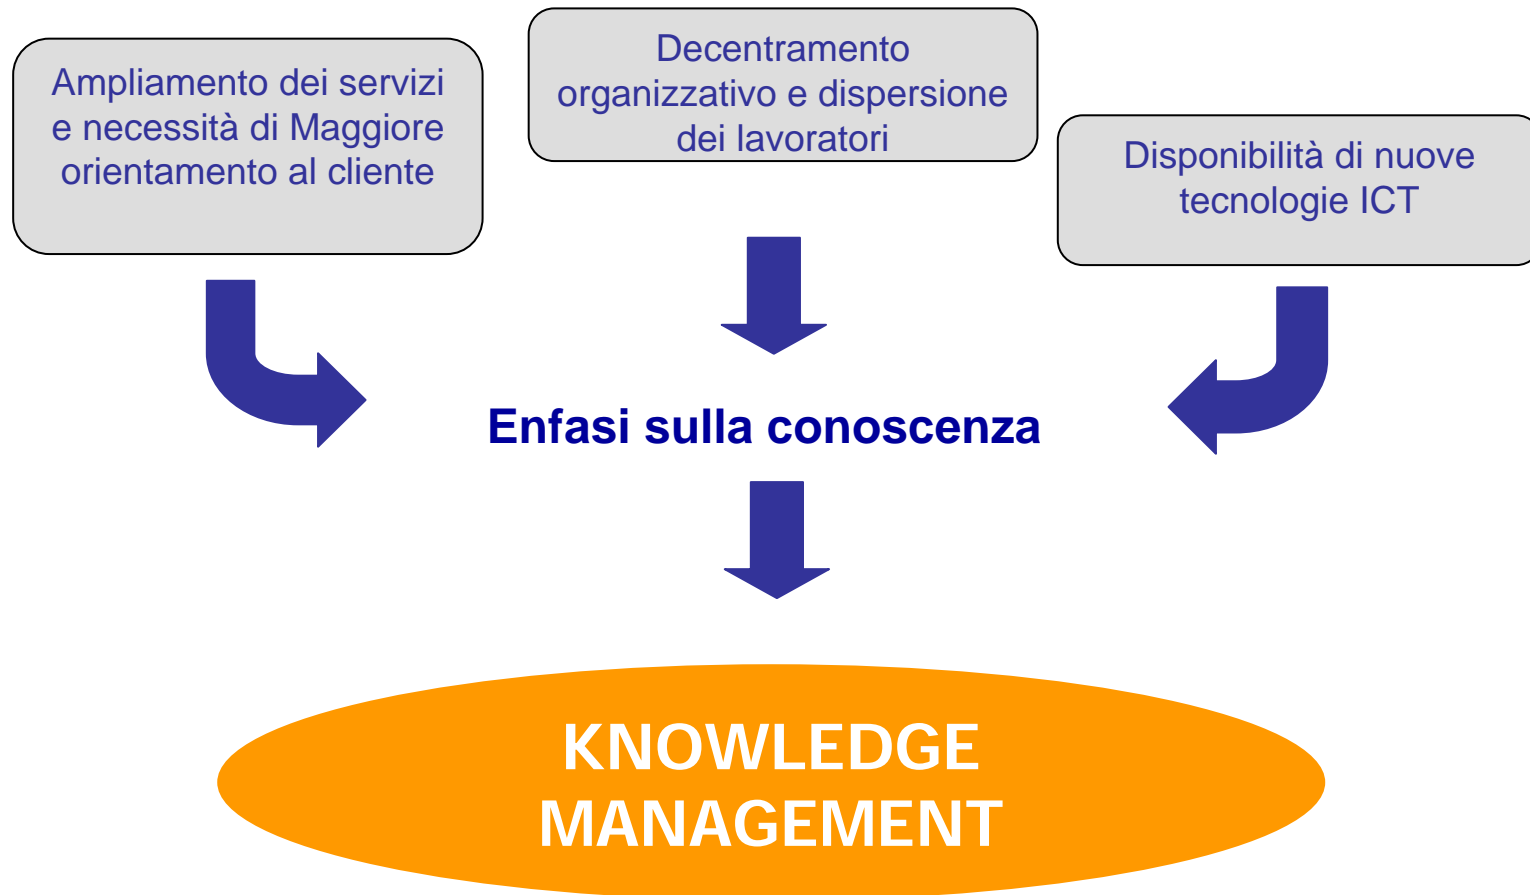 Ampliamento dei servizi
e necessità di Maggiore
orientamento al cliente
Decentramento
organizzativo e dispersione
dei lavoratori
Disponibilità di nuove
tecnologie ICT
Enfasi sulla conoscenza
KNOWLEDGE
MANAGEMENT